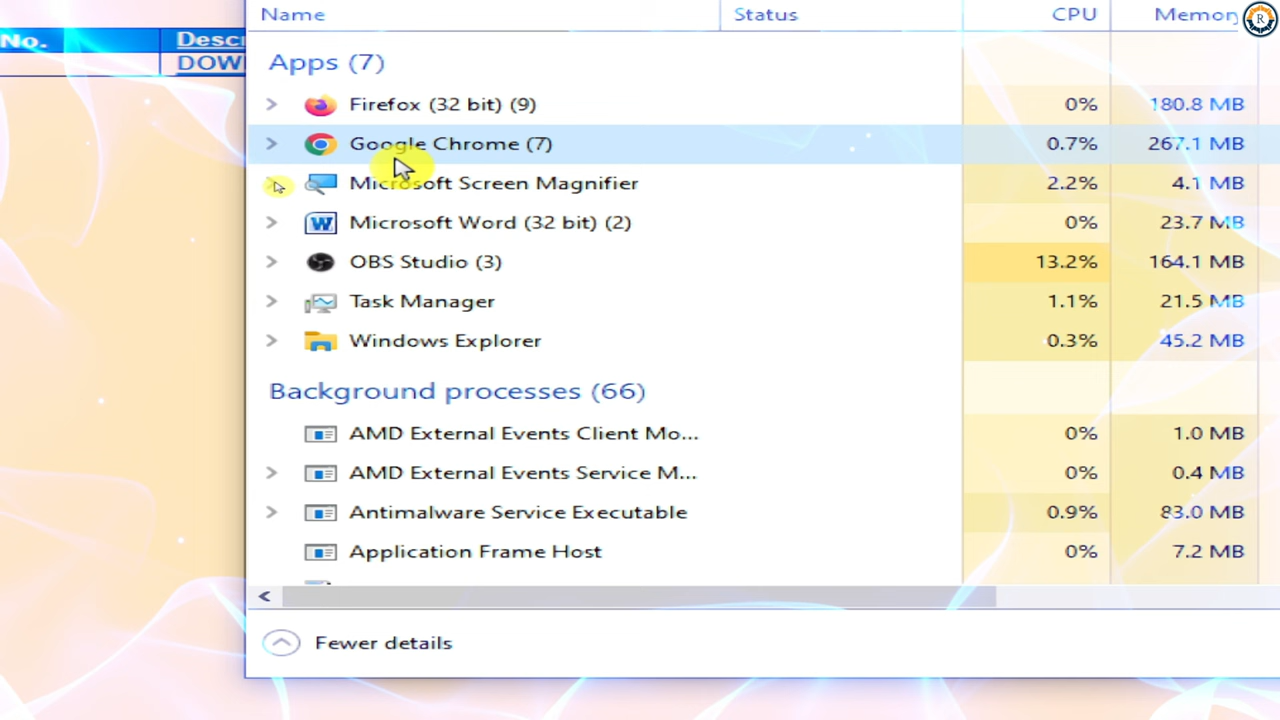 No.
Descr
DOW
Name Status CPU Memory
Apps (7)
Firefox (32 bit) (9) 0% 180.8 MB
Google Chrome (7) 0.7% 267.1 MB
Microsoft Screen Magnifier 2.2% 4.1 MB
Microsoft Word (32 bit) (2) 0% 23.7 MB
OBS Studio (3) 13.2% 164.1 MB
Task Manager 1.1% 21.5 MB
Windows Explorer 0.3% 45.2 MB
Background processes (66)
AMD External Events Client Mo... 0% 1.0 MB
AMD External Events Service M... 0% 0.4 MB
Antimalware Service Executable 0.9% 83.0 MB
Application Frame Host 0% 7.2 MB
Fewer details
R